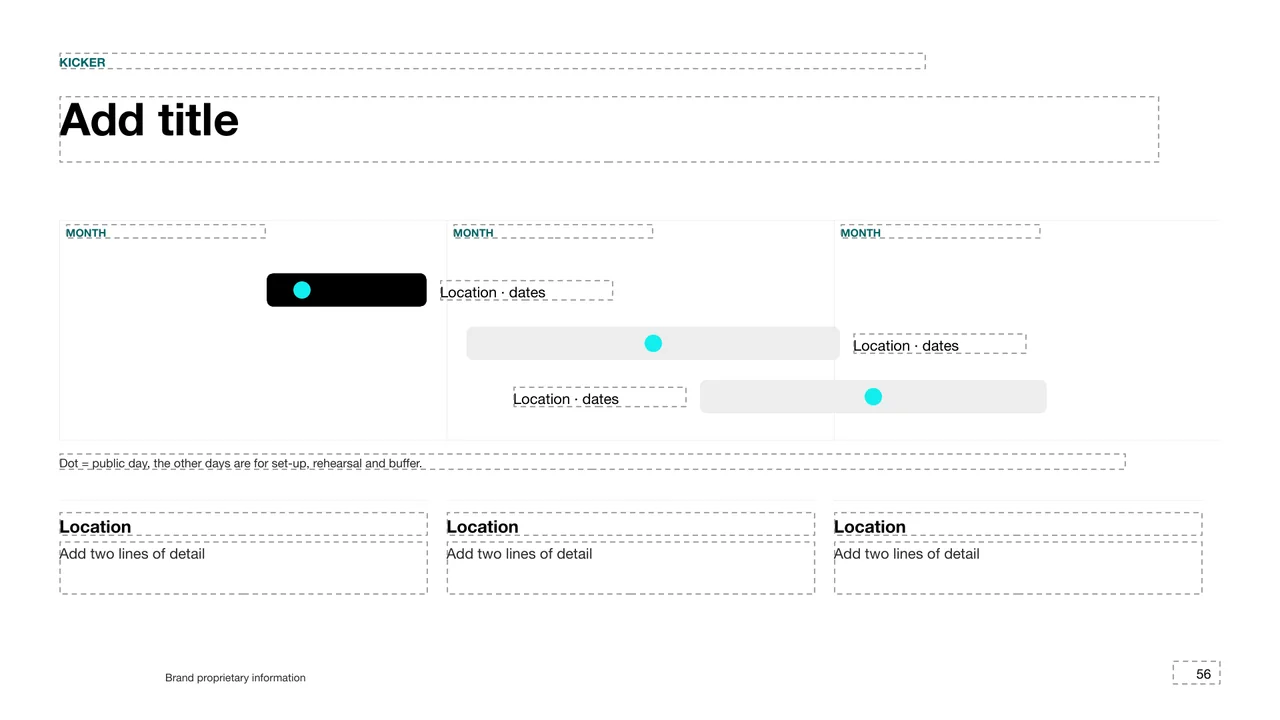 KICKER
Add title
MONTH
MONTH
MONTH
Location · dates
Location · dates
Location · dates
Dot = public day, the other days are for set-up, rehearsal and buffer.
Location
Add two lines of detail
Location
Add two lines of detail
Location
Add two lines of detail
Brand proprietary information
56